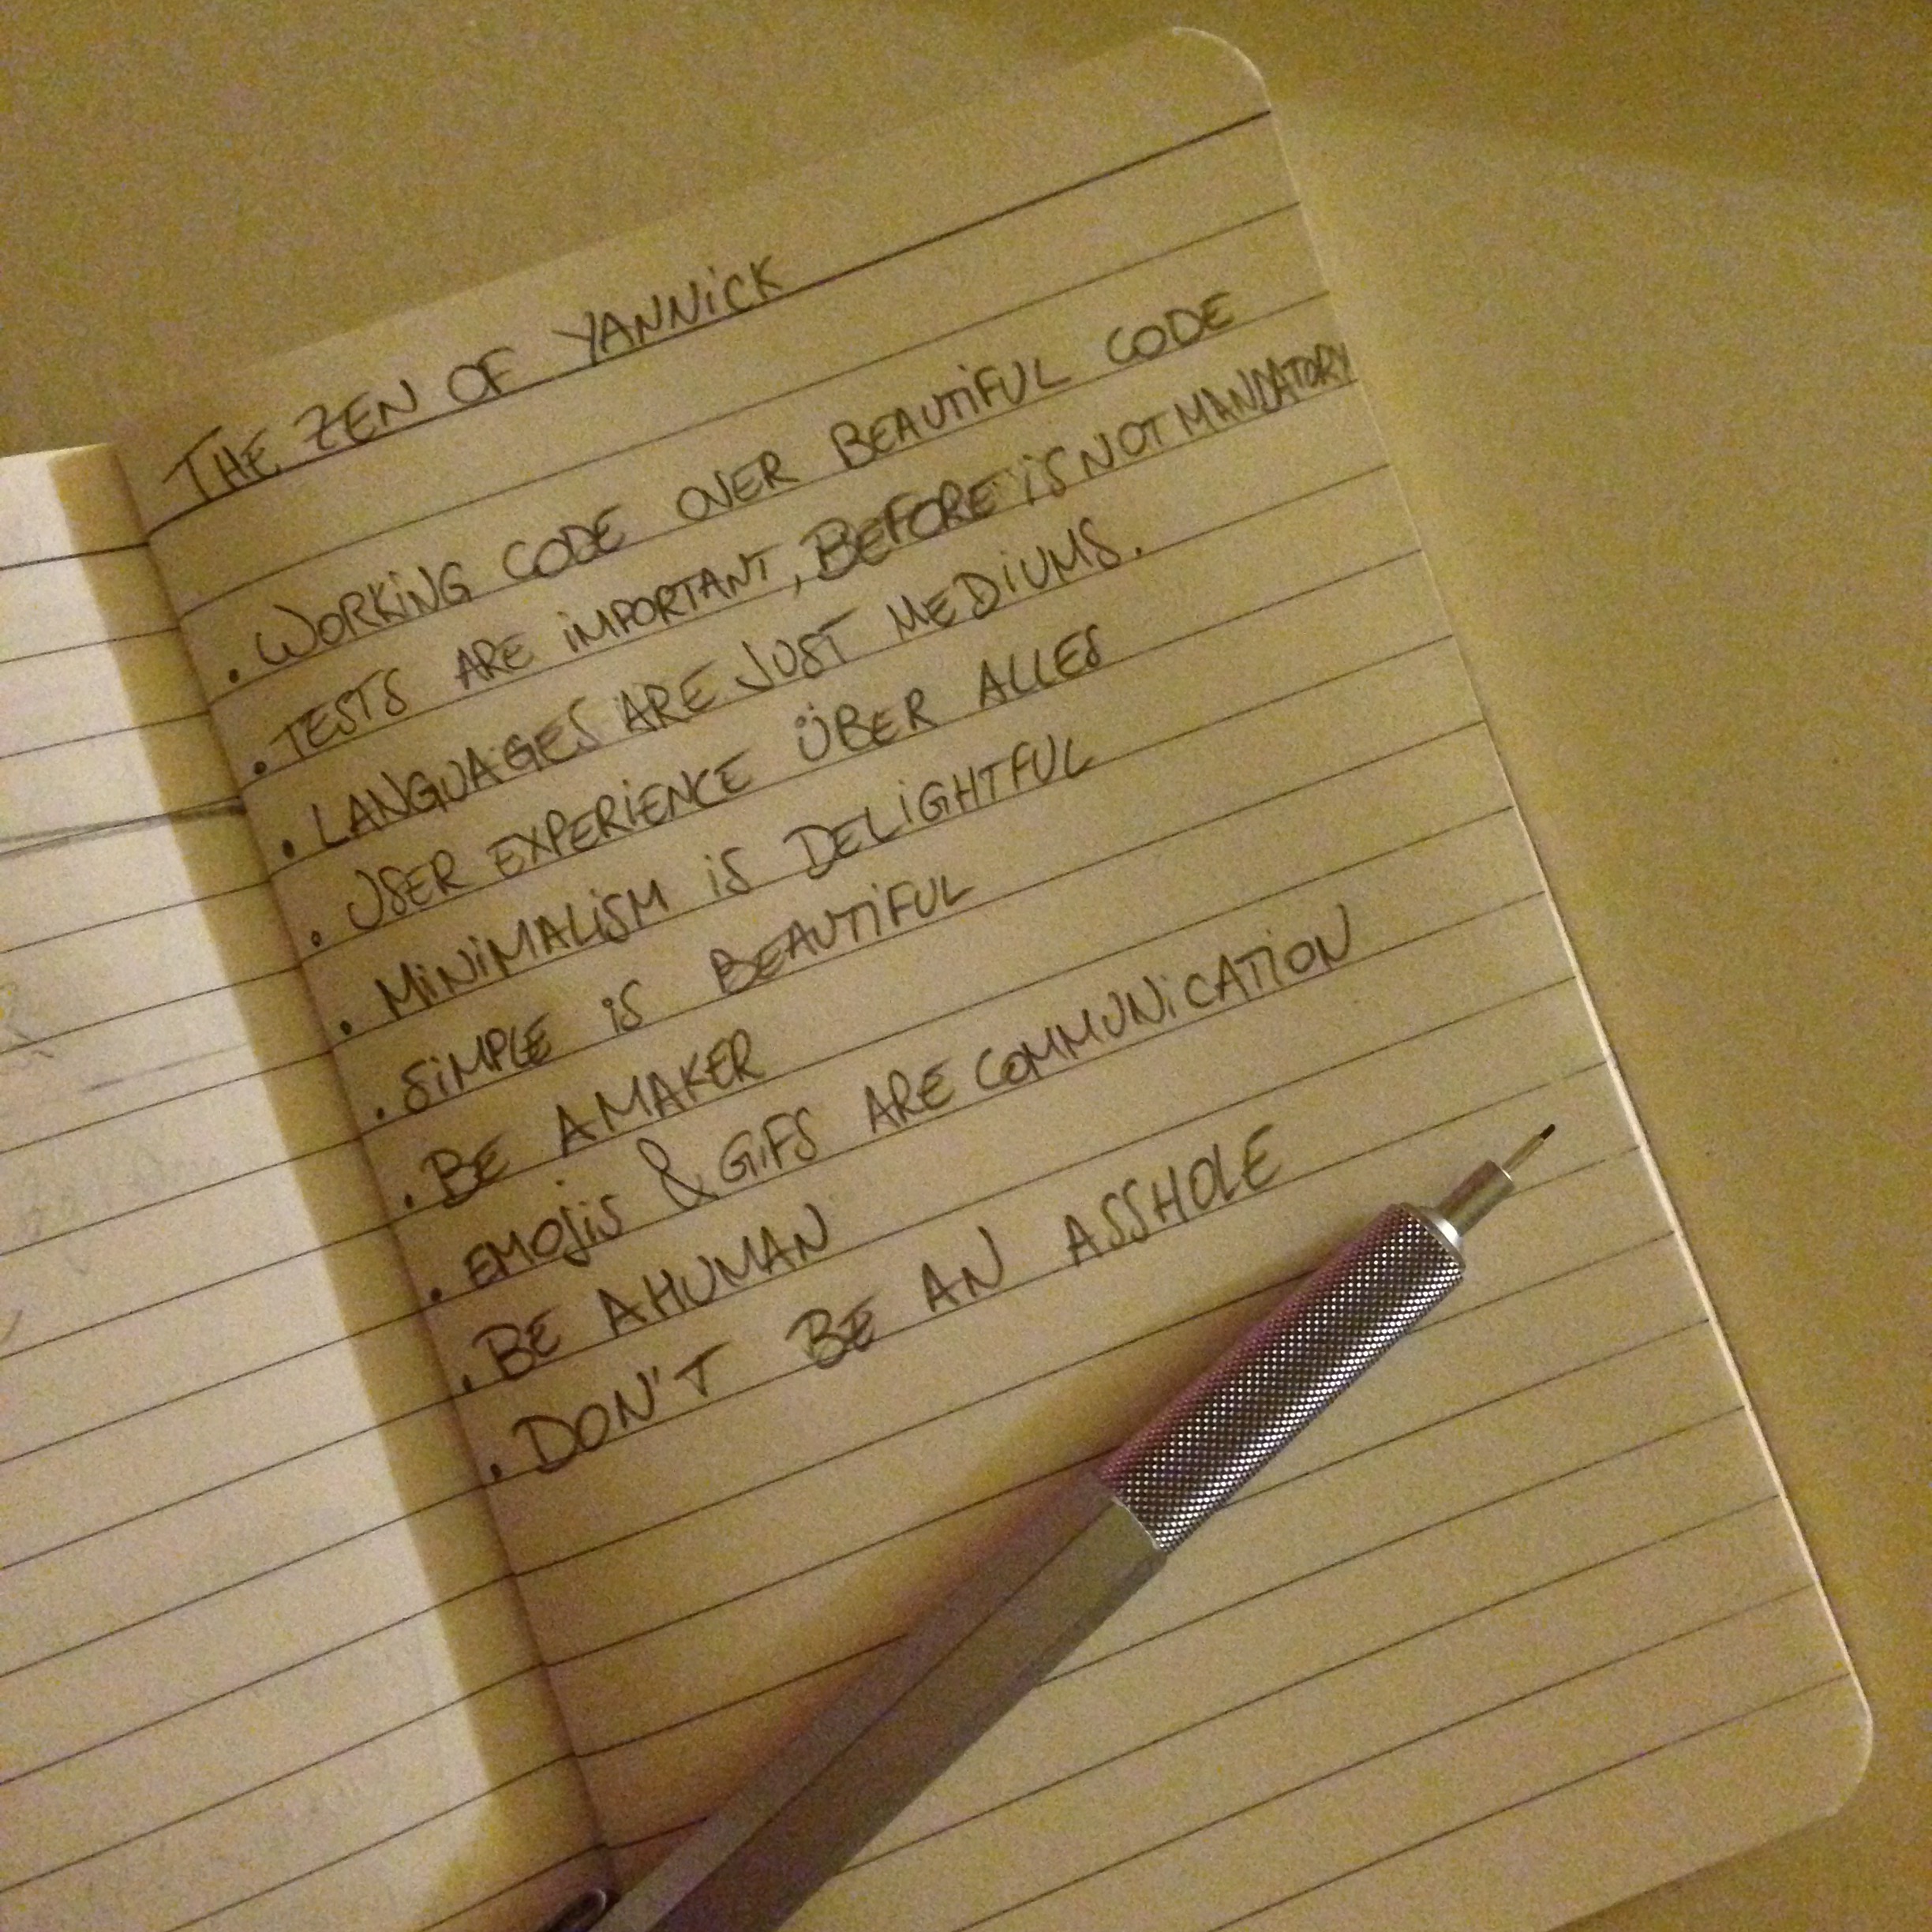 THE ZEN OF YANNiCK
. WORKiNG CODE OVER BEAUTiFUL CODE
. TESTS ARE iMPORTANT, BEFORE iS NOT MANDATORY
. LANGUAGES ARE JUST MEDiUMS.
. USER EXPERiENCE ÜBER ALLES
. MiNiMALiSM iS DELiGHTFUL
. SiMPLE iS BEAUTiFUL
. BE A MAKER
. EMOjiS & GiFS ARE COMMUNiCATiON
. BE A HUMAN
. DON'T BE AN ASSHOLE